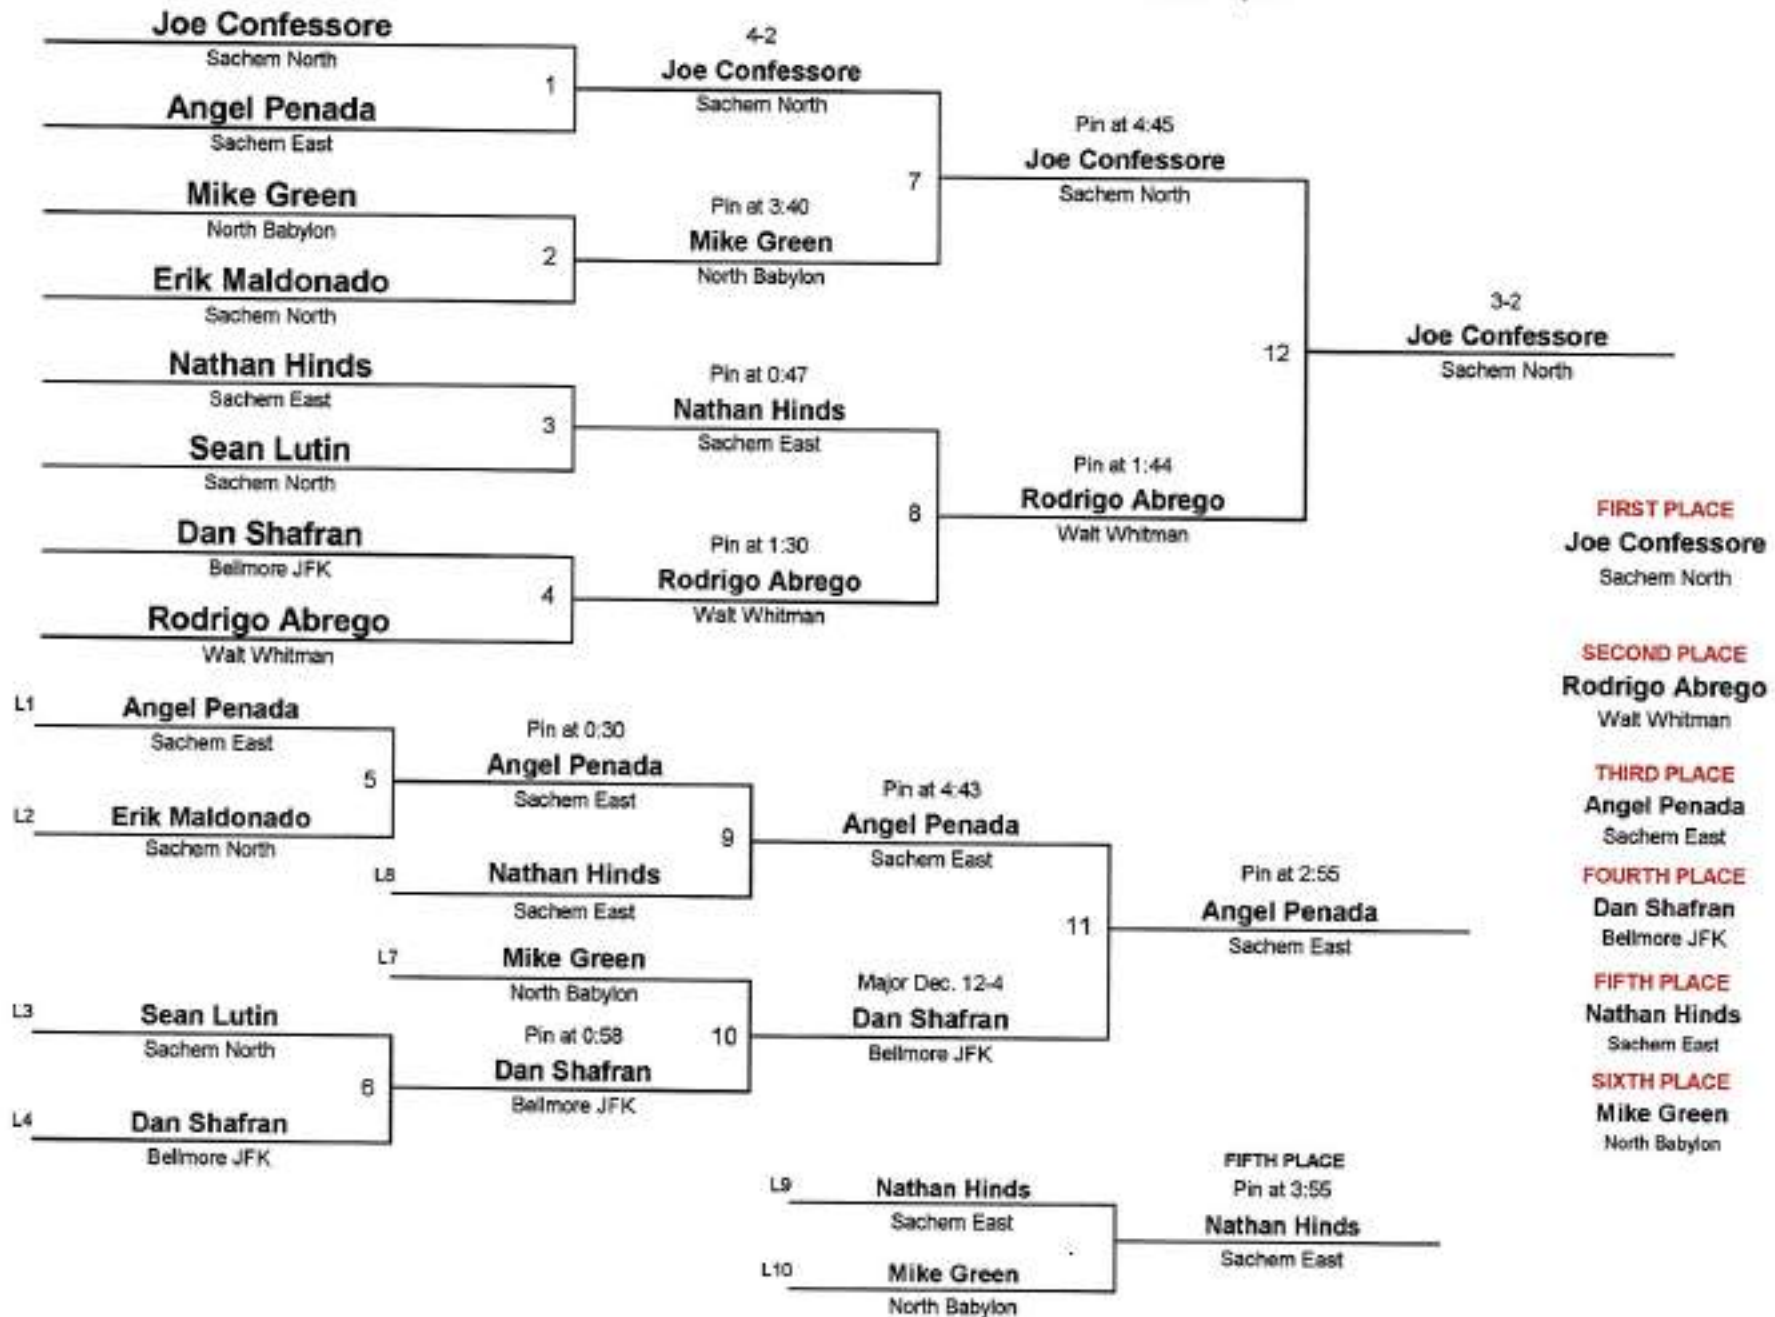 Joe Confessore
Sachem North
1
Angel Penada
Sachem East
Mike Green
North Babylon
2
Erik Maldonado
Sachem North
Nathan Hinds
Sachem East
3
Sean Lutin
Sachem North
Dan Shafran
Bellmore JFK
4
Rodrigo Abrego
Walt Whitman
4-2
Joe Confessore
Sachem North
7
Pin at 3:40
Mike Green
North Babylon
Pin at 0:47
Nathan Hinds
Sachem East
8
Pin at 1:30
Rodrigo Abrego
Walt Whitman
Pin at 4:45
Joe Confessore
Sachem North
12
Pin at 1:44
Rodrigo Abrego
Walt Whitman
3-2
Joe Confessore
Sachem North
L1
Angel Penada
Sachem East
5
L2
Erik Maldonado
Sachem North
L3
Sean Lutin
Sachem North
6
L4
Dan Shafran
Bellmore JFK
Pin at 0:30
Angel Penada
Sachem East
9
L8
Nathan Hinds
Sachem East
L7
Mike Green
North Babylon
10
Pin at 0:58
Dan Shafran
Bellmore JFK
Pin at 4:43
Angel Penada
Sachem East
11
Major Dec. 12-4
Dan Shafran
Bellmore JFK
Pin at 2:55
Angel Penada
Sachem East
L9
Nathan Hinds
Sachem East
L10
Mike Green
North Babylon
FIFTH PLACE
Pin at 3:55
Nathan Hinds
Sachem East
FIRST PLACE
Joe Confessore
Sachem North
SECOND PLACE
Rodrigo Abrego
Walt Whitman
THIRD PLACE
Angel Penada
Sachem East
FOURTH PLACE
Dan Shafran
Bellmore JFK
FIFTH PLACE
Nathan Hinds
Sachem East
SIXTH PLACE
Mike Green
North Babylon